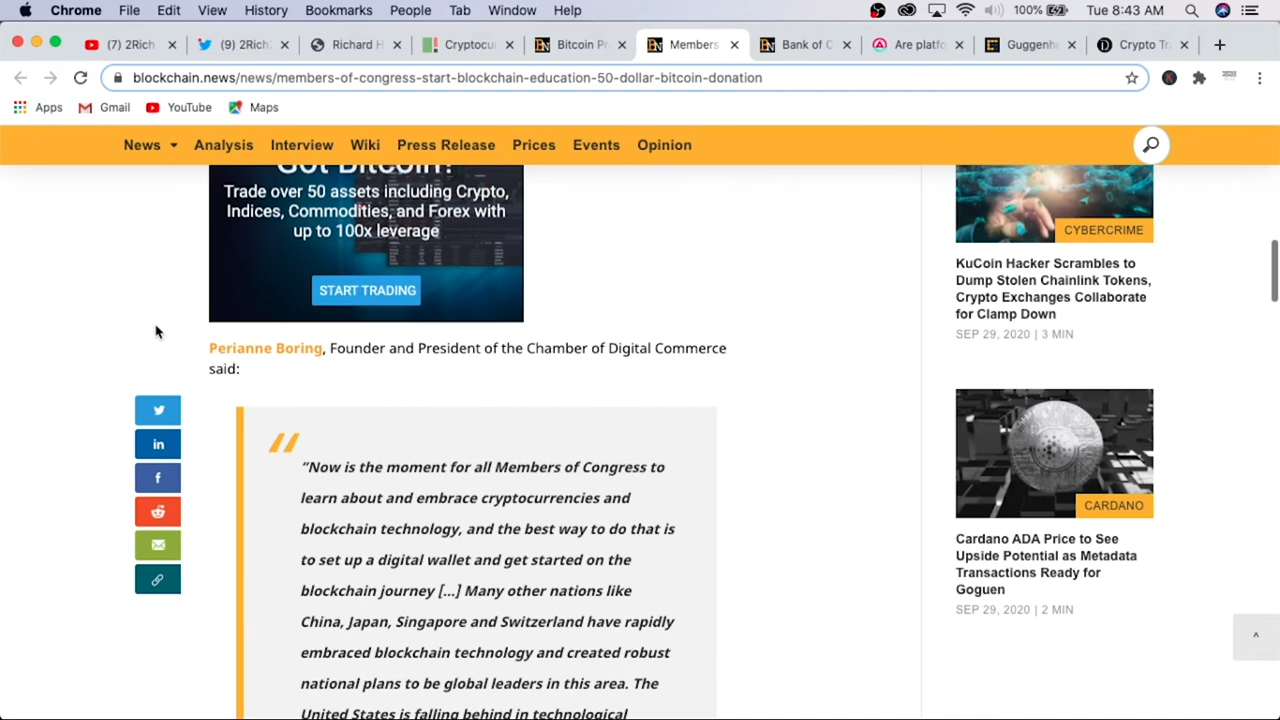 Chrome File Edit View History Bookmarks People Tab Window Help 100% Tue 8:43 AM
(7) 2Rich (9) 2Rich Richard H Cryptocur Bitcoin Pr Members Bank of C Are platfo Guggenhe Crypto Tr
blockchain.news/news/members-of-congress-start-blockchain-education-50-dollar-bitcoin-donation
Apps Gmail YouTube Maps
News Analysis Interview Wiki Press Release Prices Events Opinion
Got Bitcoin?
Trade over 50 assets including Crypto,
Indices, Commodities, and Forex with
up to 100x leverage
START TRADING
Perianne Boring, Founder and President of the Chamber of Digital Commerce
said:
“Now is the moment for all Members of Congress to
learn about and embrace cryptocurrencies and
blockchain technology, and the best way to do that is
to set up a digital wallet and get started on the
blockchain journey […] Many other nations like
China, Japan, Singapore and Switzerland have rapidly
embraced blockchain technology and created robust
national plans to be global leaders in this area. The
United States is falling behind in technological
CYBERCRIME
KuCoin Hacker Scrambles to
Dump Stolen Chainlink Tokens,
Crypto Exchanges Collaborate
for Clamp Down
SEP 29, 2020 | 3 MIN
CARDANO
Cardano ADA Price to See
Upside Potential as Metadata
Transactions Ready for
Goguen
SEP 29, 2020 | 2 MIN